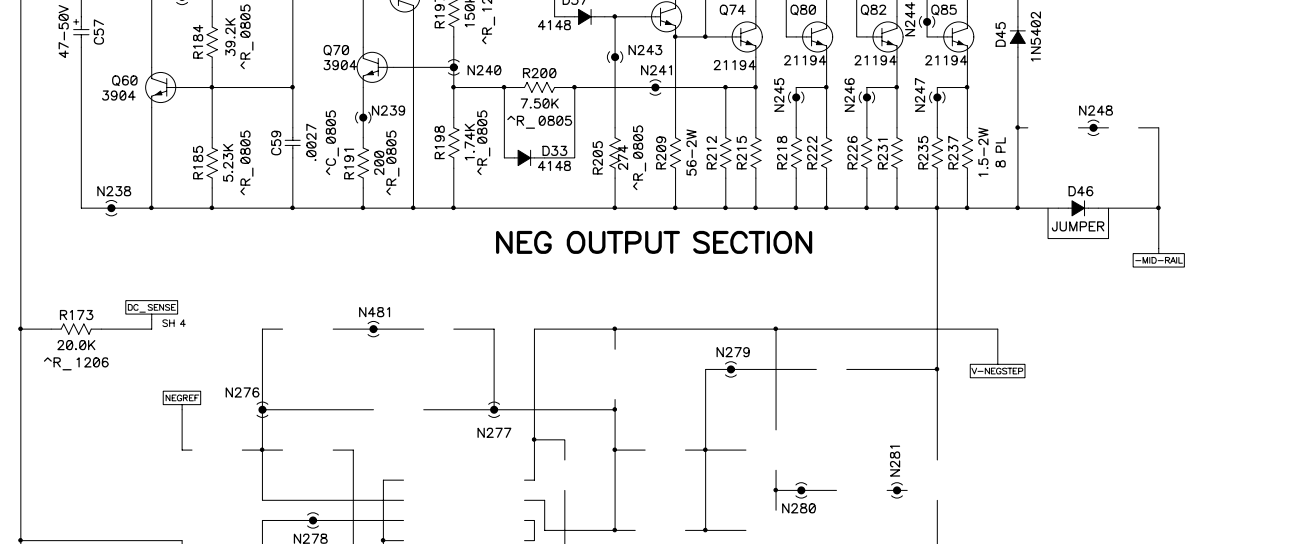 47-50V
+
C57
R184
39.2K
^R_0805
Q60
3904
R185
5.23K
^R_0805
C59
.0027
^C_0805
Q70
3904
N239
R191
200
^R_0805
N240
R198
1.74K
^R_0805
R200
7.50K
^R_0805
D33
4148
4148
N243
N241
R205
274
^R_0805
R209
56-2W
Q74
21194
R212
R215
Q80
21194
N245
R218
R222
Q82
21194
N246
R226
R231
N244
Q85
21194
N247
R235
R237
1.5-2W
8 PL
D45
1N5402
N248
N238
D46
JUMPER
-MID-RAIL
NEG OUTPUT SECTION
R173
20.0K
^R_1206
DC_SENSE
SH 4
N481
N279
V-NEGSTEP
NEGREF
N276
N277
N281
N280
N278